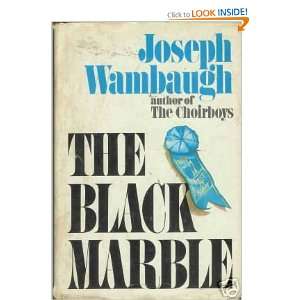 Click to LOOK INSIDE!
Joseph
Wambaugh
author of
The Choirboys
THE
BLACK
MARBLE